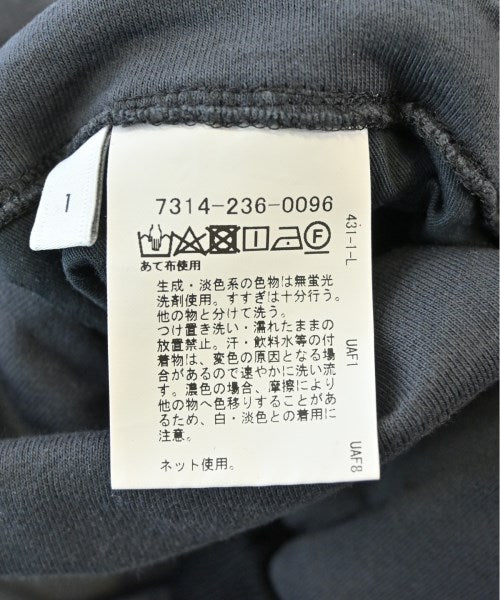 1
7314-236-0096
あて布使用
生成・淡色系の色物は無蛍光
洗剤使用。すすぎは十分行う。
他の物と分けて洗う。
つけ置き洗い・濡れたままの
放置禁止。汗・飲料水等の付
着物は、変色の原因となる場
合があるので速やかに洗い流
す。濃色の場合、摩擦により
他の物へ色移りすることがあ
るため、白・淡色との着用に
注意。
ネット使用。
431-I-L
UAF1
UAF8